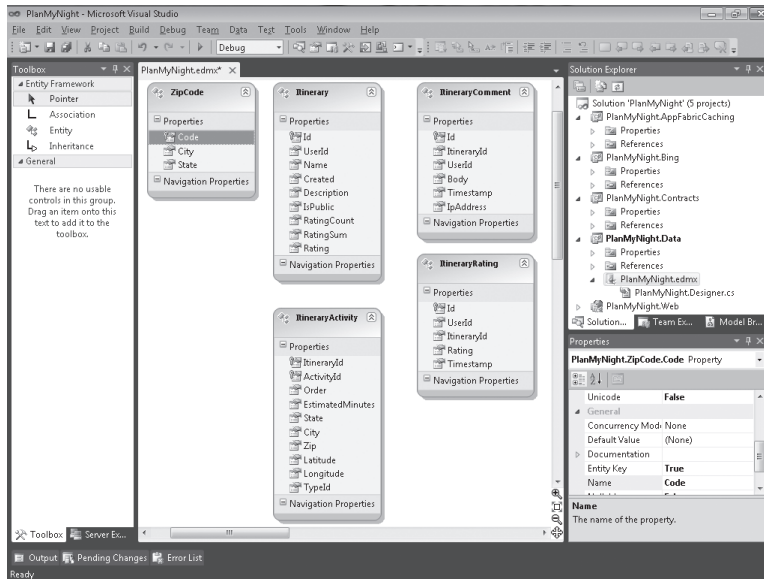 PlanMyNight - Microsoft Visual Studio
File Edit View Project Build Debug Team Data Test Tools Window Help
Debug
Toolbox
Entity Framework
Pointer
Association
Entity
Inheritance
General
There are no usable
controls in this group.
Drag an item onto this
text to add it to the
toolbox.
Toolbox Server Ex...
PlanMyNight.edmx*
ZipCode
Properties
Code
City
State
Navigation Properties
Itinerary
Properties
Id
UserId
Name
Created
Description
IsPublic
RatingCount
RatingSum
Rating
Navigation Properties
ItineraryComment
Properties
Id
ItineraryId
UserId
Body
Timestamp
IpAddress
Navigation Properties
ItineraryRating
Properties
Id
UserId
ItineraryId
Rating
Timestamp
Navigation Properties
ItineraryActivity
Properties
ItineraryId
ActivityId
Order
EstimatedMinutes
State
City
Zip
Latitude
Longitude
TypeId
Navigation Properties
Solution Explorer
Solution 'PlanMyNight' (5 projects)
PlanMyNight.AppFabricCaching
Properties
References
PlanMyNight.Bing
Properties
References
PlanMyNight.Contracts
Properties
References
PlanMyNight.Data
Properties
References
PlanMyNight.edmx
PlanMyNight.Designer.cs
PlanMyNight.Web
Solution... Team Ex... Model Br...
Properties
PlanMyNight.ZipCode.Code Property
Unicode False
General
Concurrency Mod None
Default Value (None)
Documentation
Entity Key True
Name Code
Name
The name of the property.
Output Pending Changes Error List
Ready